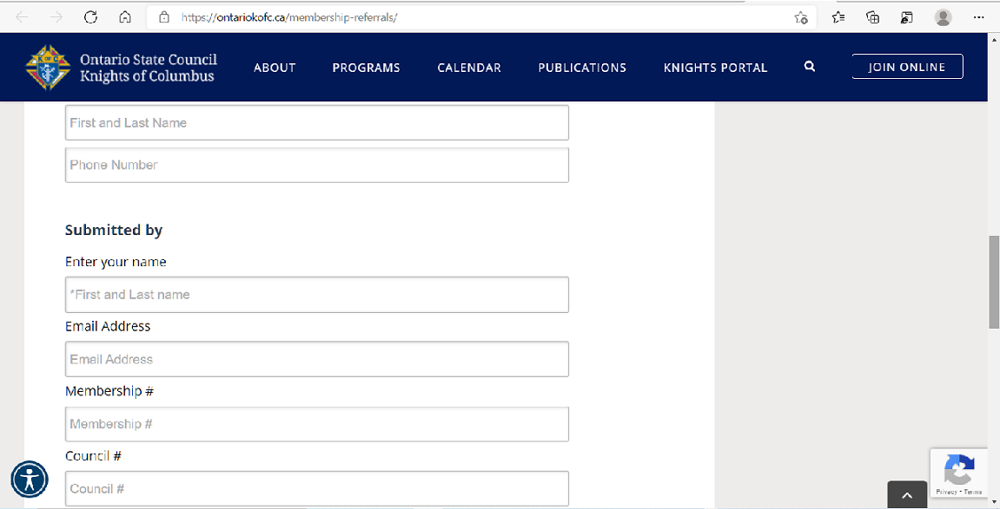 https://ontariokofc.ca/membership-referrals/
Ontario State Council
Knights of Columbus
ABOUT
PROGRAMS
CALENDAR
PUBLICATIONS
KNIGHTS PORTAL
JOIN ONLINE
First and Last Name
Phone Number
Submitted by
Enter your name
*First and Last name
Email Address
Email Address
Membership #
Membership #
Council #
Council #
Privacy - Terms